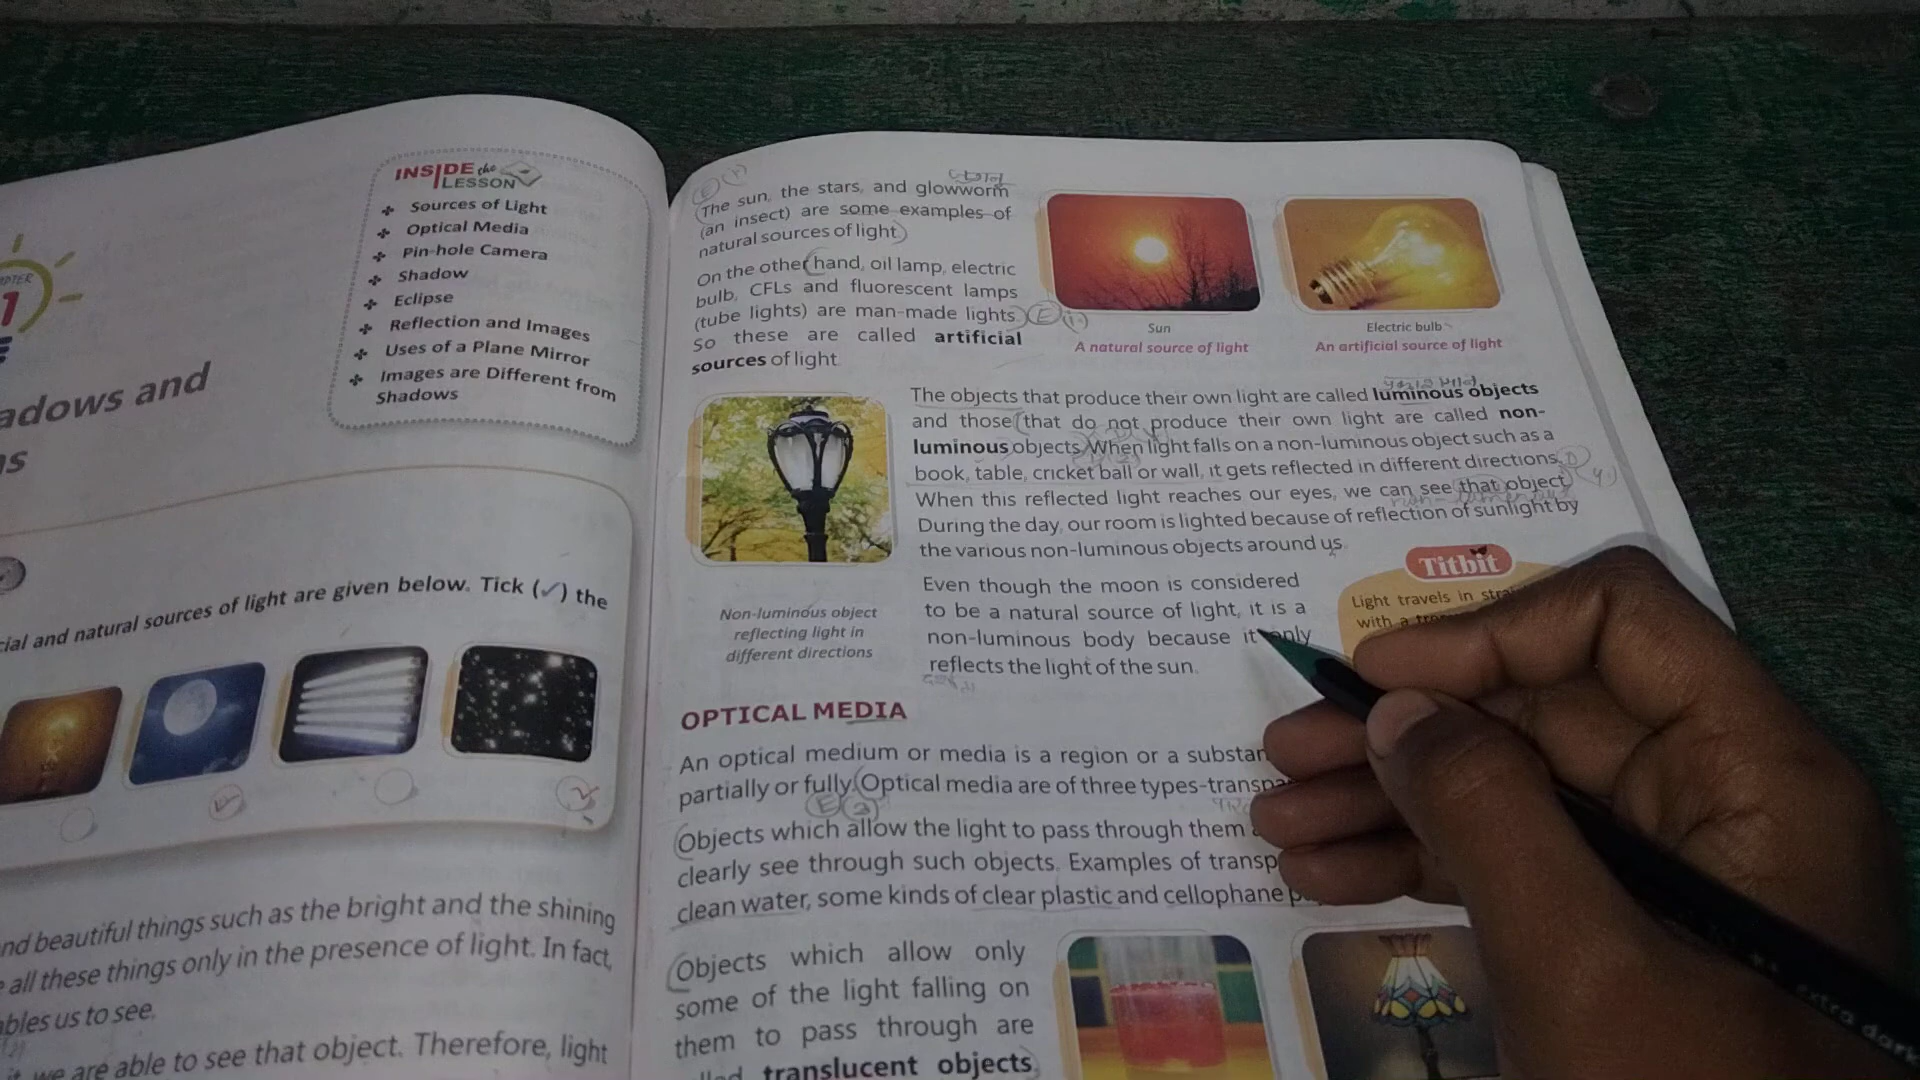 INSIDE the
LESSON
Sources of Light
Optical Media
Pin-hole Camera
Shadow
Eclipse
Reflection and Images
Uses of a Plane Mirror
Images are Different from
Shadows
1
adows and
ns
cial and natural sources of light are given below. Tick (✓) the
nd beautiful things such as the bright and the shining
all these things only in the presence of light. In fact,
bles us to see.
it, we are able to see that object. Therefore, light
The sun, the stars, and glowworm
(an insect) are some examples of
natural sources of light.
On the other hand, oil lamp, electric
bulb, CFLs and fluorescent lamps
(tube lights) are man-made lights.
So these are called artificial
sources of light.
Sun
A natural source of light
Electric bulb
An artificial source of light
The objects that produce their own light are called luminous objects
and those that do not produce their own light are called non-
luminous objects. When light falls on a non-luminous object such as a
book, table, cricket ball or wall, it gets reflected in different directions.
When this reflected light reaches our eyes, we can see that object.
During the day, our room is lighted because of reflection of sunlight by
the various non-luminous objects around us.
Non-luminous object
reflecting light in
different directions
Even though the moon is considered
to be a natural source of light, it is a
non-luminous body because it only
reflects the light of the sun.
Titbit
Light travels in
with a
OPTICAL MEDIA
An optical medium or media is a region or a substan
partially or fully. Optical media are of three types-transpa
Objects which allow the light to pass through them
clearly see through such objects. Examples of transp
clean water, some kinds of clear plastic and cellophane
Objects which allow only
some of the light falling on
them to pass through are
translucent objects
extra dark